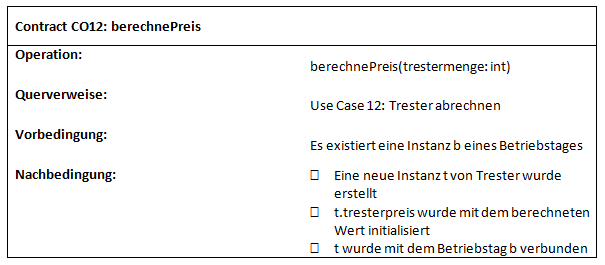 Contract CO12: berechnePreis
Operation:
berechnePreis(trestermenge: int)
Querverweise:
Use Case 12: Trester abrechnen
Vorbedingung:
Es existiert eine Instanz b eines Betriebstages
Nachbedingung:
□ Eine neue Instanz t von Trester wurde
erstellt
□ t.tresterpreis wurde mit dem berechneten
Wert initialisiert
□ t wurde mit dem Betriebstag b verbunden